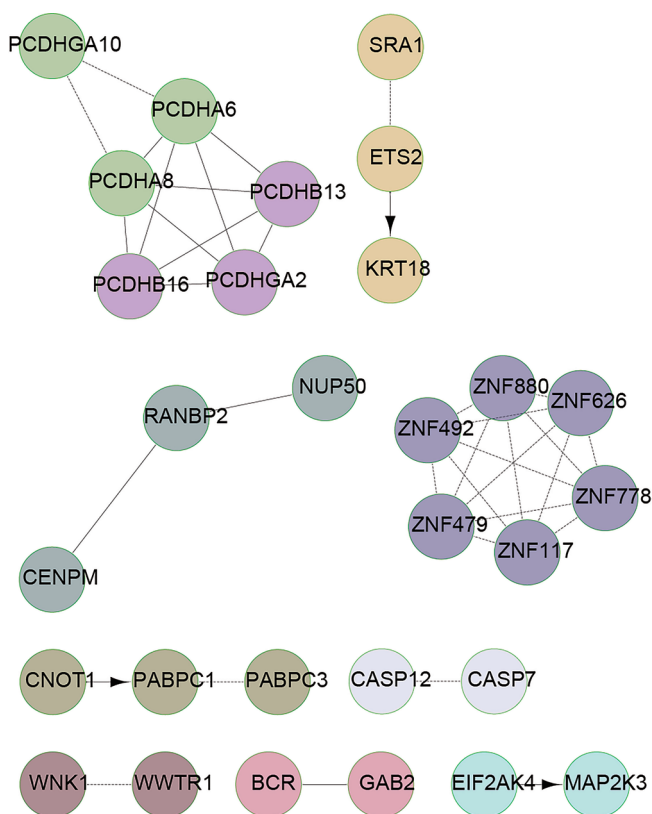 PCDHGA10
SRA1
PCDHA6
ETS2
PCDHA8
PCDHB13
KRT18
PCDHB16
PCDHGA2
NUP50
RANBP2
ZNF880
ZNF626
ZNF492
ZNF778
ZNF479
ZNF117
CENPM
CNOT1
PABPC1
PABPC3
CASP12
CASP7
WNK1
WWTR1
BCR
GAB2
EIF2AK4
MAP2K3